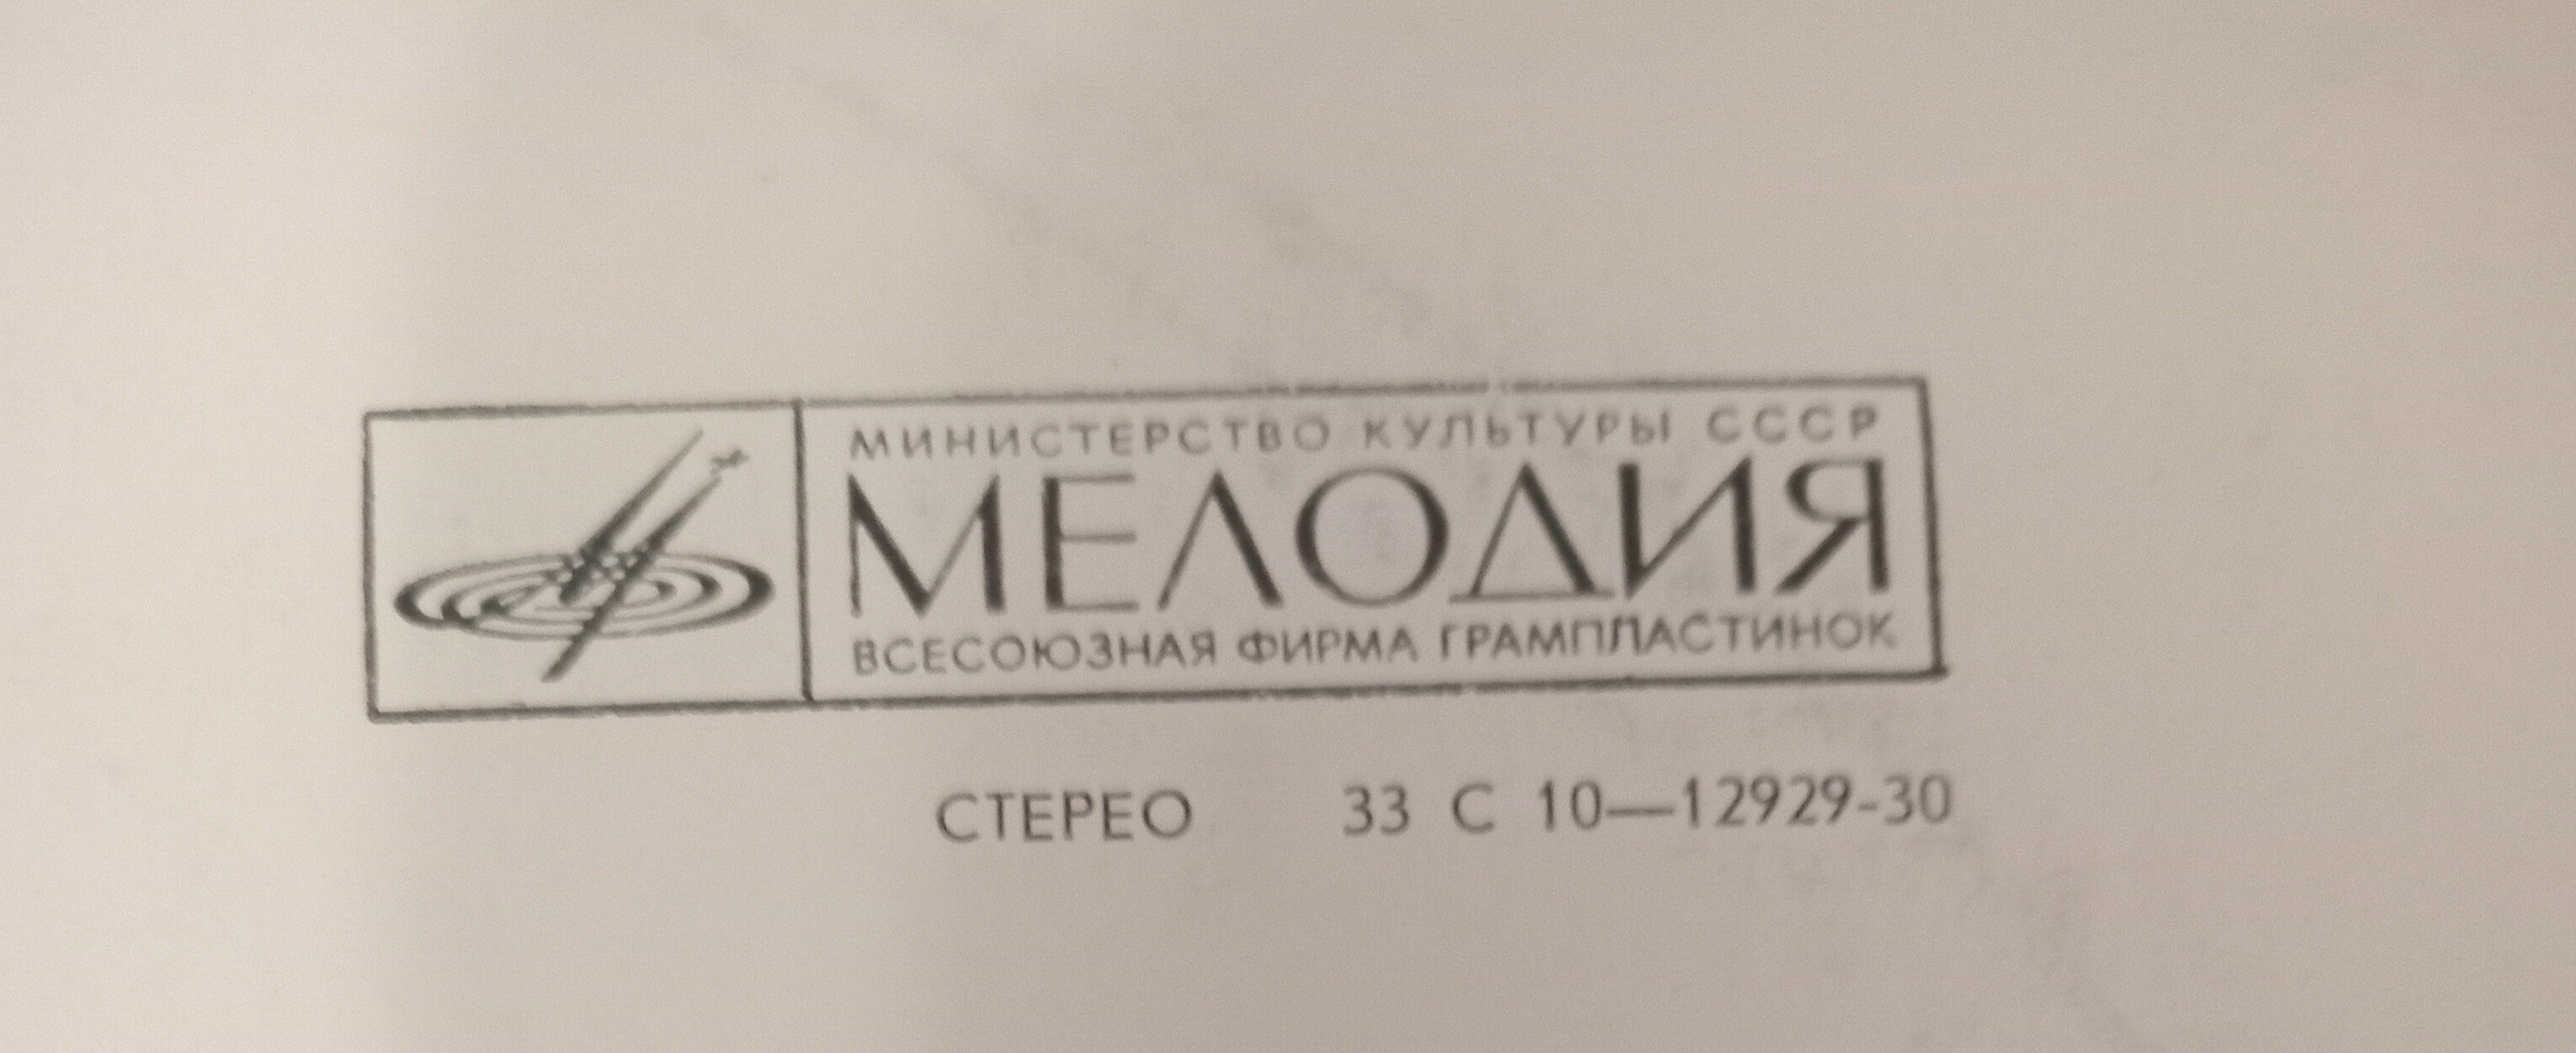 МИНИСТЕРСТВО КУЛЬТУРЫ СССР
МЕЛОДИЯ
ВСЕСОЮЗНАЯ ФИРМА ГРАМПЛАСТИНОК
СТЕРЕО 33 С 10—12929-30